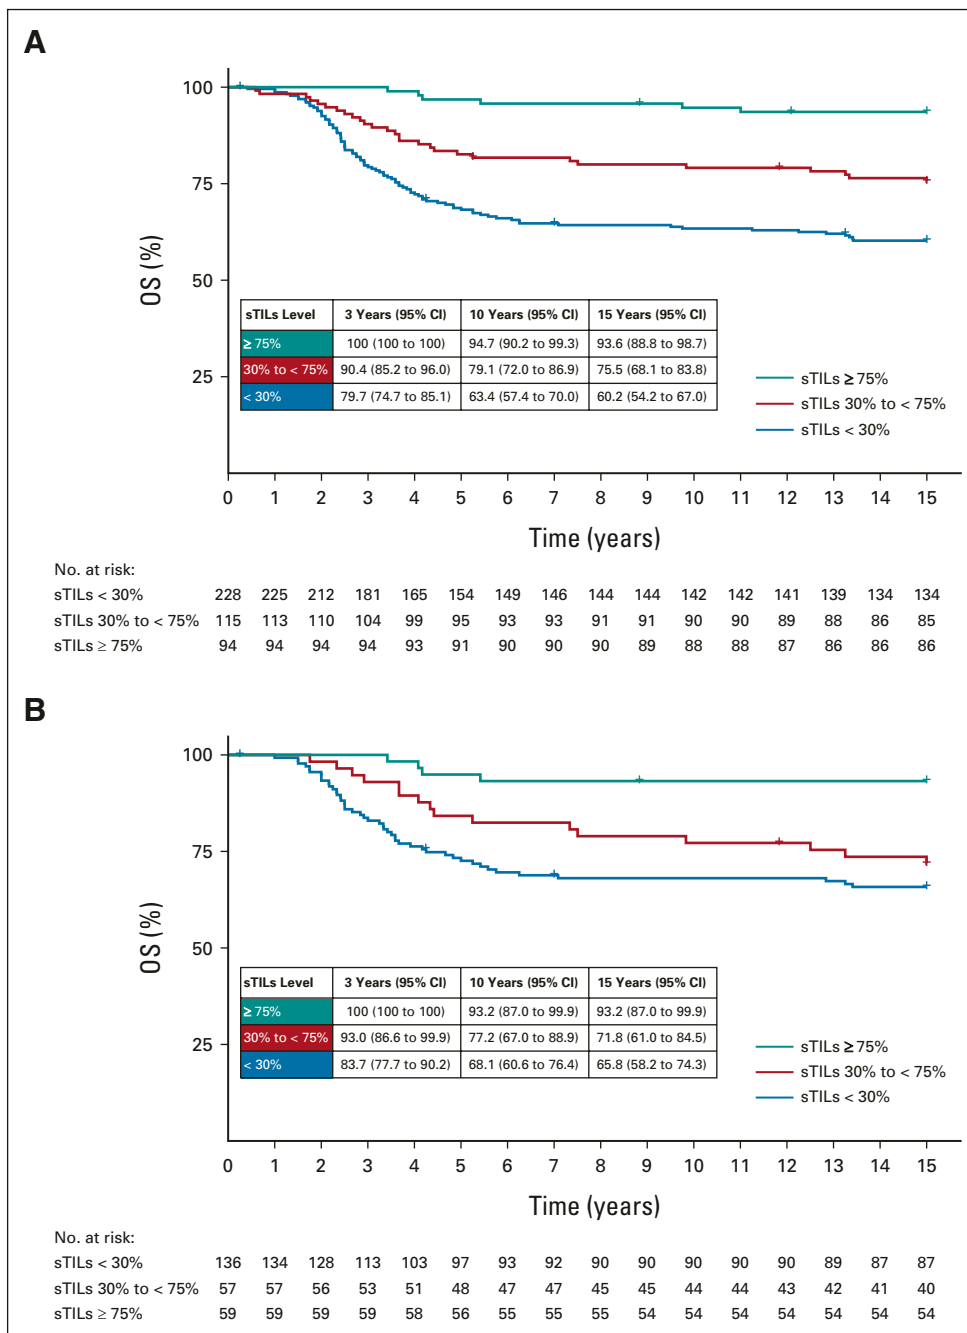 A
100
75
50
25
OS (%)
sTILs Level 3 Years (95% CI) 10 Years (95% CI) 15 Years (95% CI)
≥ 75% 100 (100 to 100) 94.7 (90.2 to 99.3) 93.6 (88.8 to 98.7)
30% to < 75% 90.4 (85.2 to 96.0) 79.1 (72.0 to 86.9) 75.5 (68.1 to 83.8)
< 30% 79.7 (74.7 to 85.1) 63.4 (57.4 to 70.0) 60.2 (54.2 to 67.0)
sTILs ≥ 75%
sTILs 30% to < 75%
sTILs < 30%
0 1 2 3 4 5 6 7 8 9 10 11 12 13 14 15
Time (years)
No. at risk:
sTILs < 30% 228 225 212 181 165 154 149 146 144 144 142 142 141 139 134 134
sTILs 30% to < 75% 115 113 110 104 99 95 93 93 91 91 90 90 89 88 86 85
sTILs ≥ 75% 94 94 94 94 93 91 90 90 90 89 88 88 87 86 86 86
B
100
75
50
25
OS (%)
sTILs Level 3 Years (95% CI) 10 Years (95% CI) 15 Years (95% CI)
≥ 75% 100 (100 to 100) 93.2 (87.0 to 99.9) 93.2 (87.0 to 99.9)
30% to < 75% 93.0 (86.6 to 99.9) 77.2 (67.0 to 88.9) 71.8 (61.0 to 84.5)
< 30% 83.7 (77.7 to 90.2) 68.1 (60.6 to 76.4) 65.8 (58.2 to 74.3)
sTILs ≥ 75%
sTILs 30% to < 75%
sTILs < 30%
0 1 2 3 4 5 6 7 8 9 10 11 12 13 14 15
Time (years)
No. at risk:
sTILs < 30% 136 134 128 113 103 97 93 92 90 90 90 90 90 89 87 87
sTILs 30% to < 75% 57 57 56 53 51 48 47 47 45 45 44 44 43 42 41 40
sTILs ≥ 75% 59 59 59 59 58 56 55 55 55 54 54 54 54 54 54 54